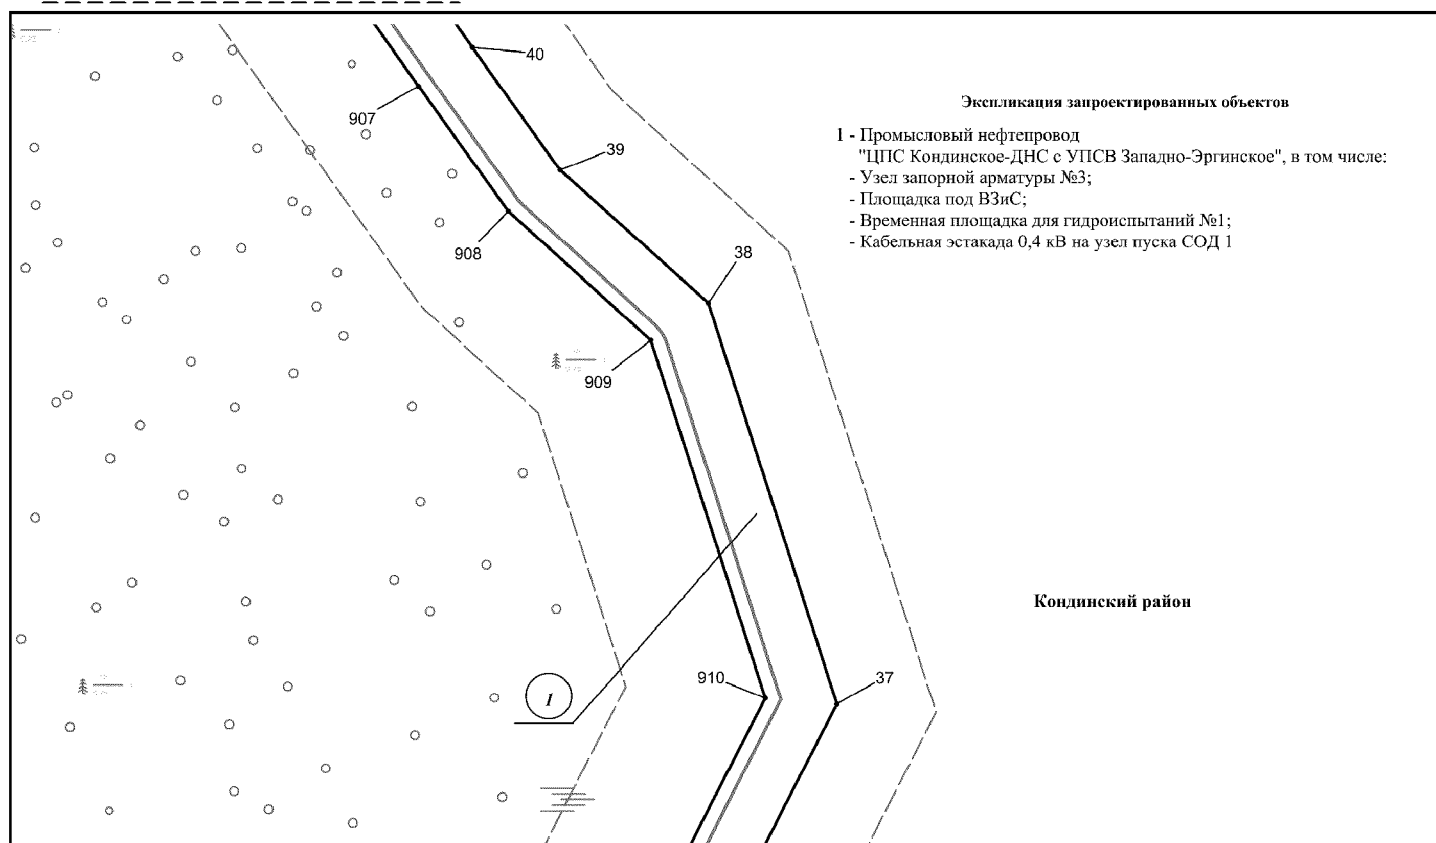 40
907
39
Экспликация запроектированных объектов
1 - Промысловый нефтепровод
"ЦПС Кондинское-ДНС с УПСВ Западно-Эргинское", в том числе:
- Узел запорной арматуры №3;
- Площадка под ВЗиС;
- Временная площадка для гидроиспытаний №1;
- Кабельная эстакада 0,4 кВ на узел пуска СОД 1
908
38
909
Кондинский район
910
37
1